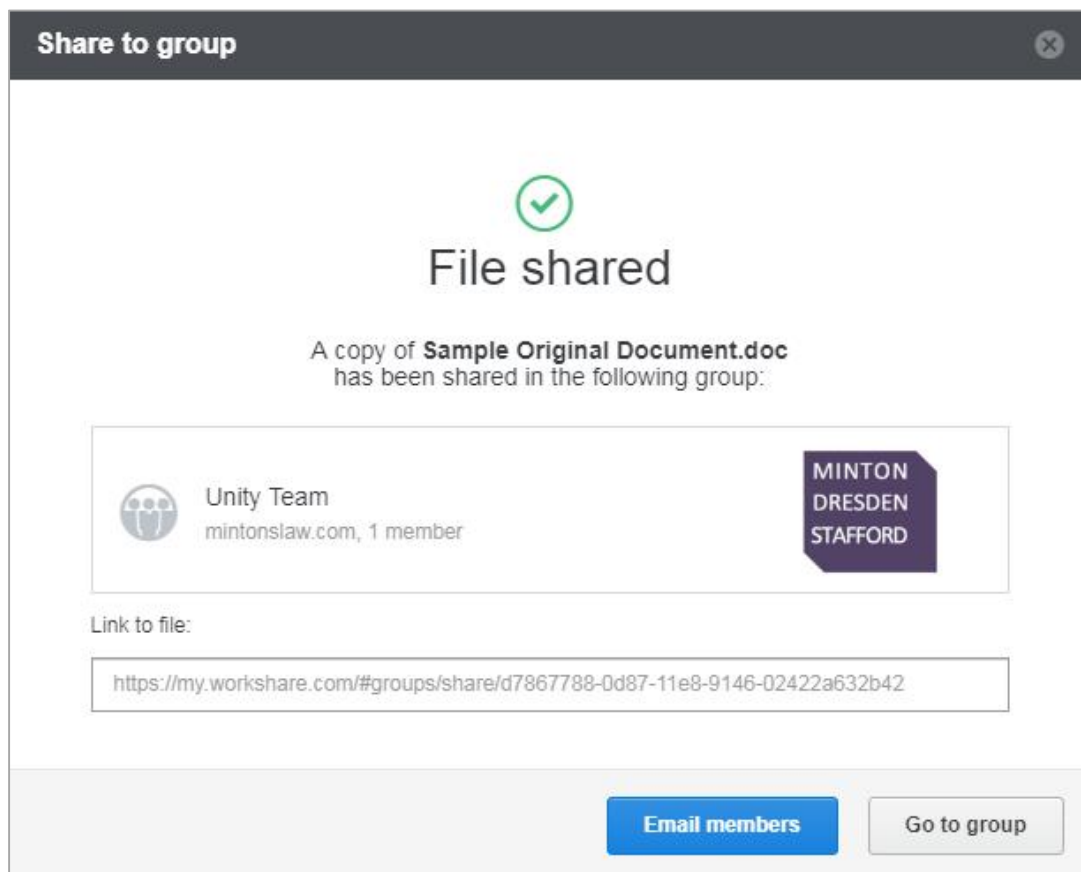 Share to group
File shared
A copy of Sample Original Document.doc
has been shared in the following group:
Unity Team
mintonslaw.com, 1 member
MINTON
DRESDEN
STAFFORD
Link to file:
https://my.workshare.com/#groups/share/d7867788-0d87-11e8-9146-02422a632b42
Email members
Go to group